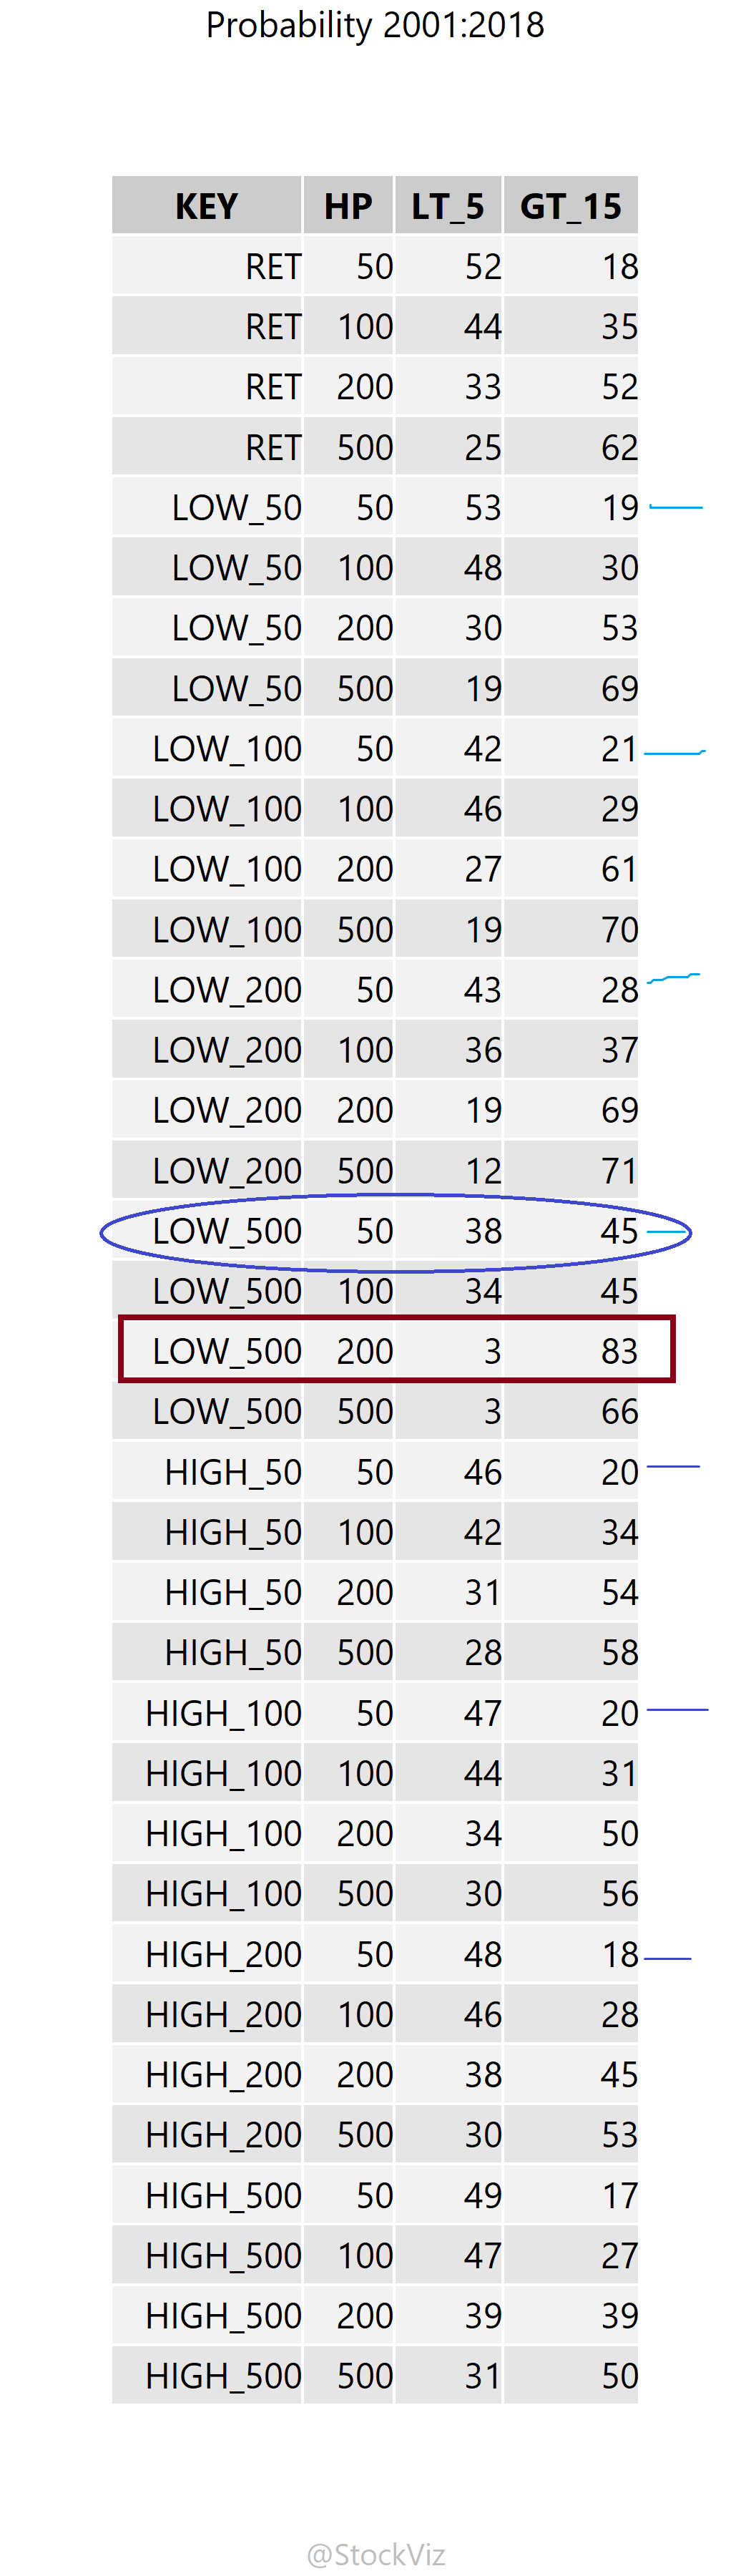 Probability 2001:2018
KEY HP LT_5 GT_15
RET 50 52 18
RET 100 44 35
RET 200 33 52
RET 500 25 62
LOW_50 50 53 19
LOW_50 100 48 30
LOW_50 200 30 53
LOW_50 500 19 69
LOW_100 50 42 21
LOW_100 100 46 29
LOW_100 200 27 61
LOW_100 500 19 70
LOW_200 50 43 28
LOW_200 100 36 37
LOW_200 200 19 69
LOW_200 500 12 71
LOW_500 50 38 45
LOW_500 100 34 45
LOW_500 200 3 83
LOW_500 500 3 66
HIGH_50 50 46 20
HIGH_50 100 42 34
HIGH_50 200 31 54
HIGH_50 500 28 58
HIGH_100 50 47 20
HIGH_100 100 44 31
HIGH_100 200 34 50
HIGH_100 500 30 56
HIGH_200 50 48 18
HIGH_200 100 46 28
HIGH_200 200 38 45
HIGH_200 500 30 53
HIGH_500 50 49 17
HIGH_500 100 47 27
HIGH_500 200 39 39
HIGH_500 500 31 50
@StockViz